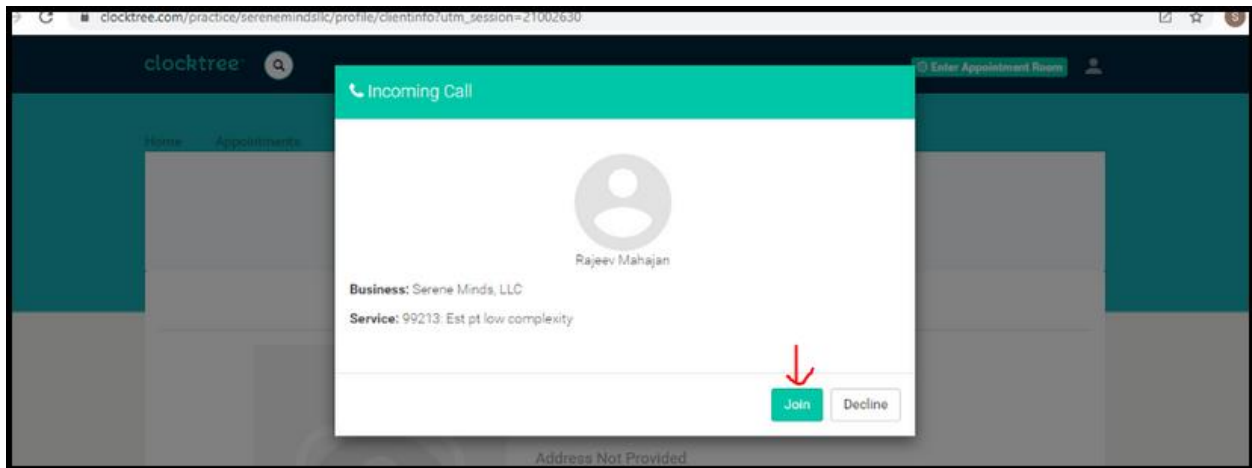 clocktree.com/practice/serenemindsllc/profile/clientinfo?utm_session=21002630
S
clocktree
Enter Appointment Room
Incoming Call
Home Appointments
Rajeev Mahajan
Business: Serene Minds, LLC
Service: 99213: Est pt low complexity
Join Decline
Address Not Provided